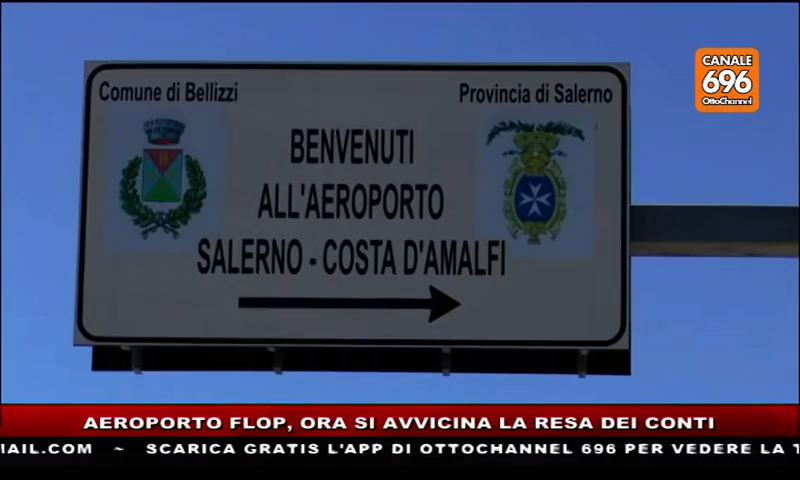 CANALE
696
OttoChannel
Comune di Bellizzi
Provincia di Salerno
BENVENUTI
ALL'AEROPORTO
SALERNO - COSTA D'AMALFI
AEROPORTO FLOP, ORA SI AVVICINA LA RESA DEI CONTI
MAIL.COM ~ SCARICA GRATIS L'APP DI OTTOCHANNEL 696 PER VEDERE LA T